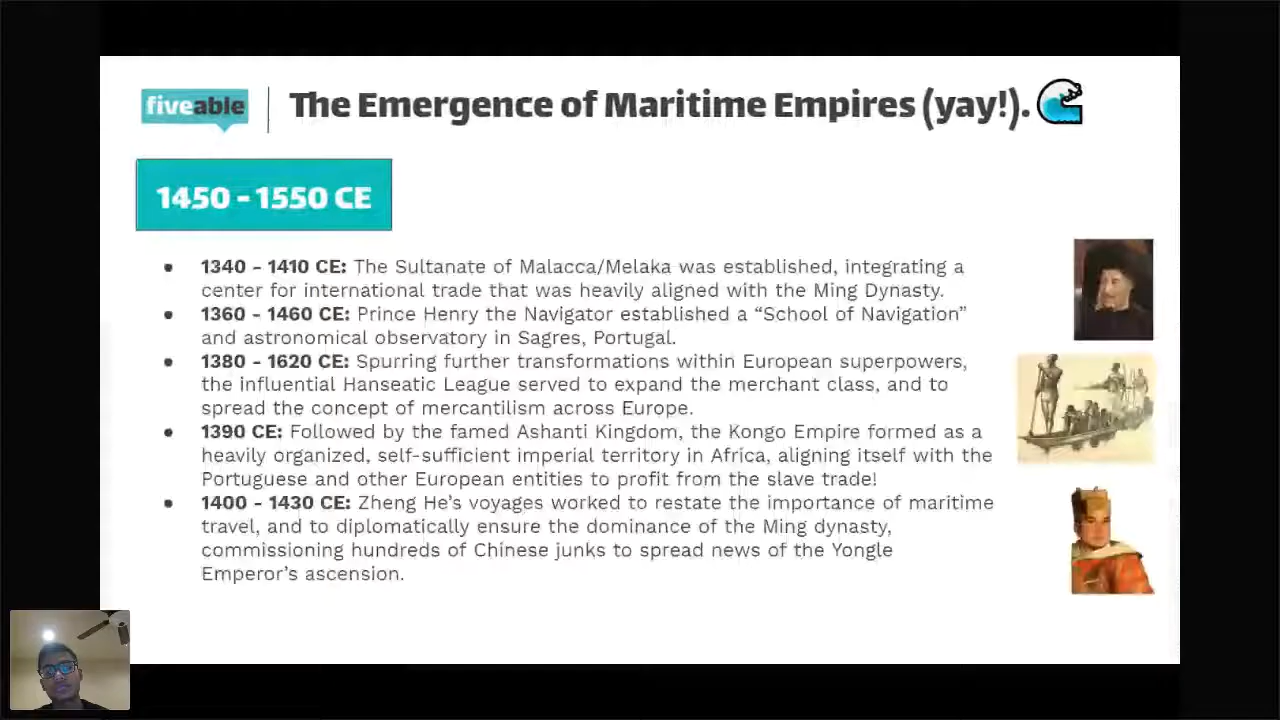 fiveable
The Emergence of Maritime Empires (yay!).
1450 - 1550 CE
● 1340 - 1410 CE: The Sultanate of Malacca/Melaka was established, integrating a
center for international trade that was heavily aligned with the Ming Dynasty.
● 1360 - 1460 CE: Prince Henry the Navigator established a “School of Navigation”
and astronomical observatory in Sagres, Portugal.
● 1380 - 1620 CE: Spurring further transformations within European superpowers,
the influential Hanseatic League served to expand the merchant class, and to
spread the concept of mercantilism across Europe.
● 1390 CE: Followed by the famed Ashanti Kingdom, the Kongo Empire formed as a
heavily organized, self-sufficient imperial territory in Africa, aligning itself with the
Portuguese and other European entities to profit from the slave trade!
● 1400 - 1430 CE: Zheng He’s voyages worked to restate the importance of maritime
travel, and to diplomatically ensure the dominance of the Ming dynasty,
commissioning hundreds of Chinese junks to spread news of the Yongle
Emperor’s ascension.